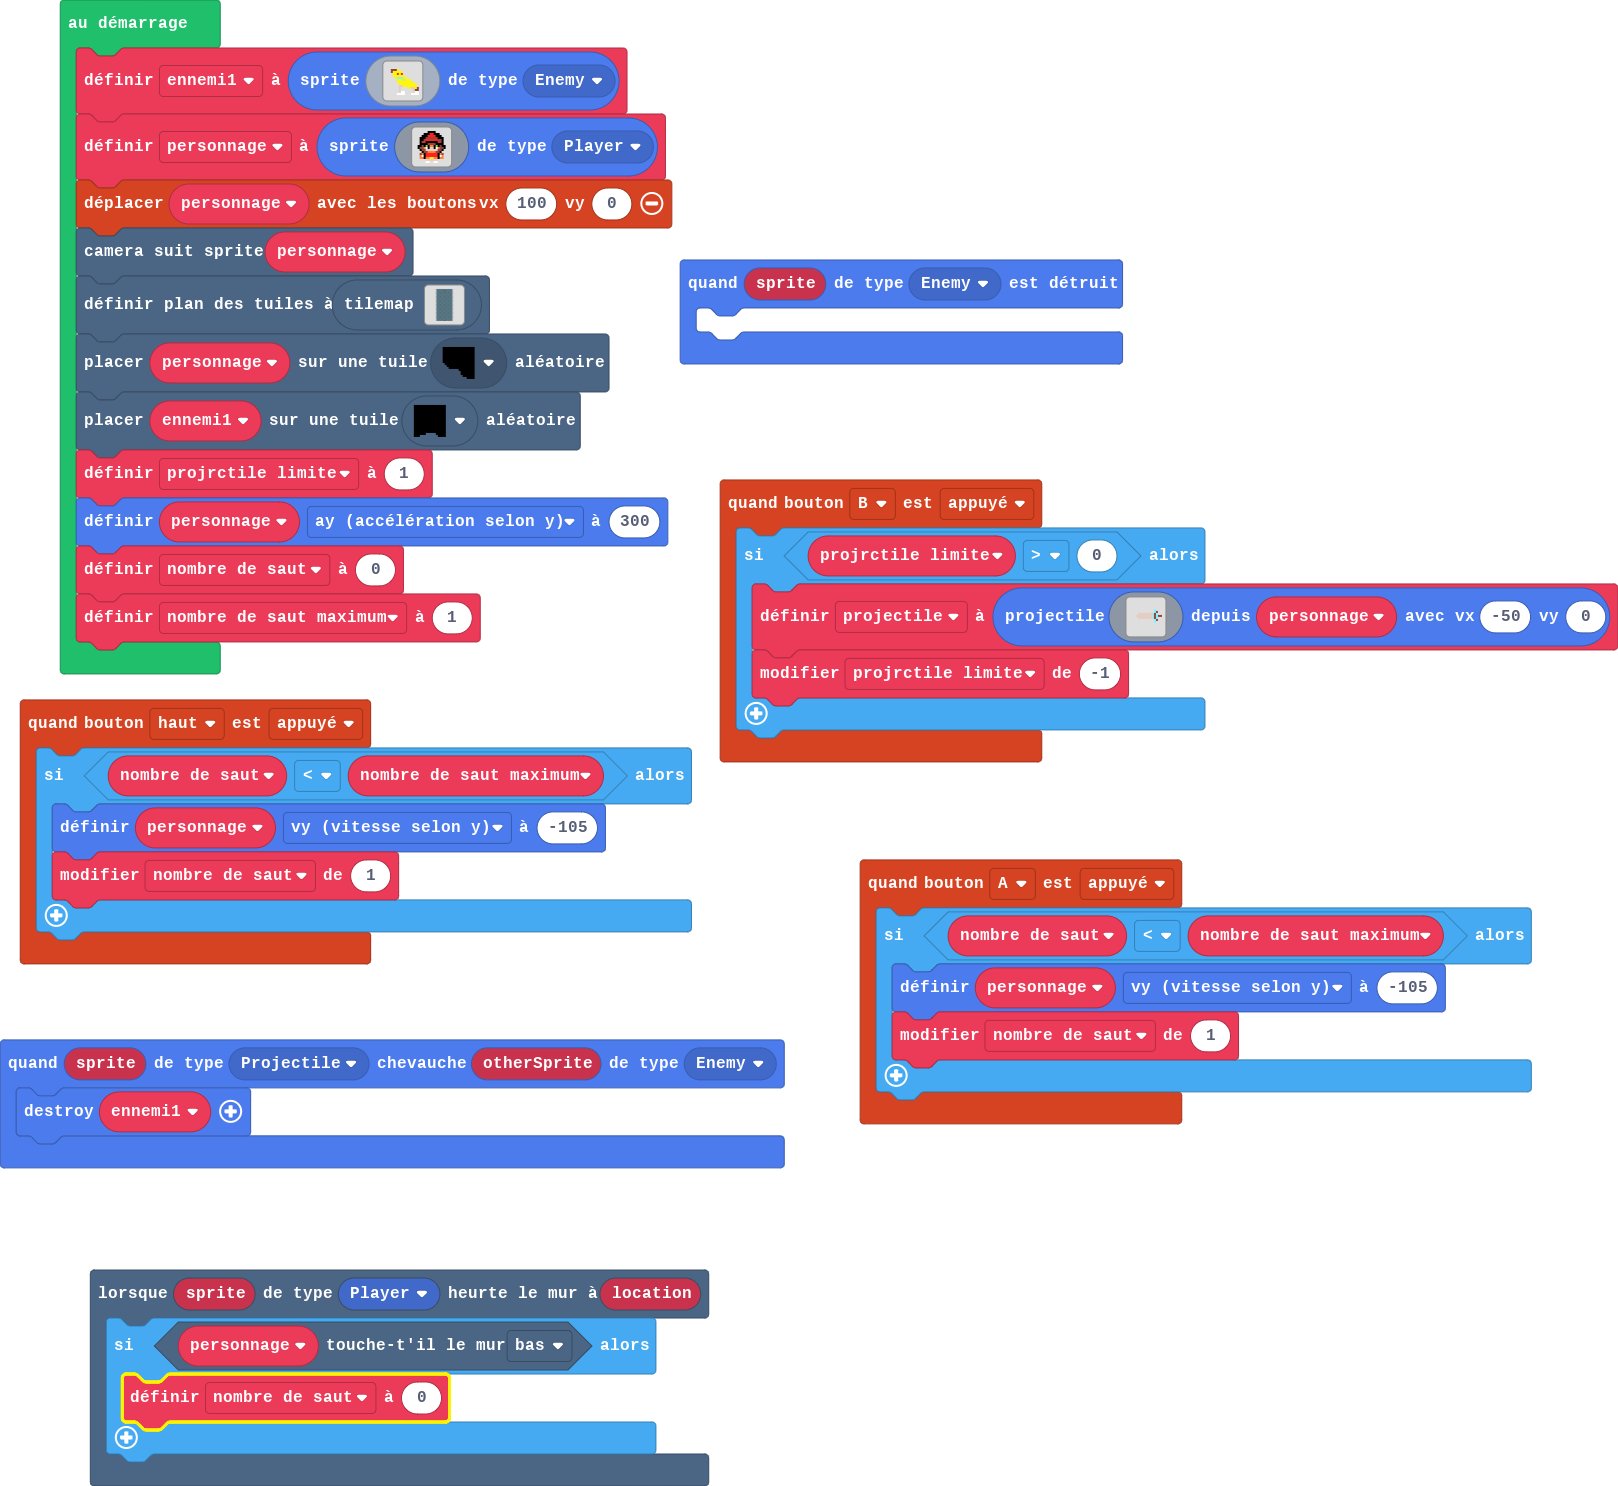 au démarrage
définir ennemi1 à sprite de type Enemy
définir personnage à sprite de type Player
déplacer personnage avec les boutons vx 100 vy 0
camera suit sprite personnage
définir plan des tuiles à tilemap
placer personnage sur une tuile aléatoire
placer ennemi1 sur une tuile aléatoire
définir projrctile limite à 1
définir personnage ay (accélération selon y) à 300
définir nombre de saut à 0
définir nombre de saut maximum à 1
quand sprite de type Enemy est détruit
quand bouton B est appuyé
si projrctile limite > 0 alors
définir projectile à projectile depuis personnage avec vx -50 vy 0
modifier projrctile limite de -1
quand bouton haut est appuyé
si nombre de saut < nombre de saut maximum alors
définir personnage vy (vitesse selon y) à -105
modifier nombre de saut de 1
quand bouton A est appuyé
si nombre de saut < nombre de saut maximum alors
définir personnage vy (vitesse selon y) à -105
modifier nombre de saut de 1
quand sprite de type Projectile chevauche otherSprite de type Enemy
destroy ennemi1
lorsque sprite de type Player heurte le mur à location
si personnage touche-t'il le mur bas alors
définir nombre de saut à 0